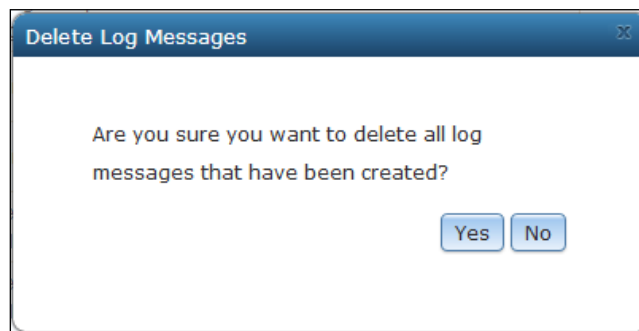 Delete Log Messages
Are you sure you want to delete all log
messages that have been created?
Yes No